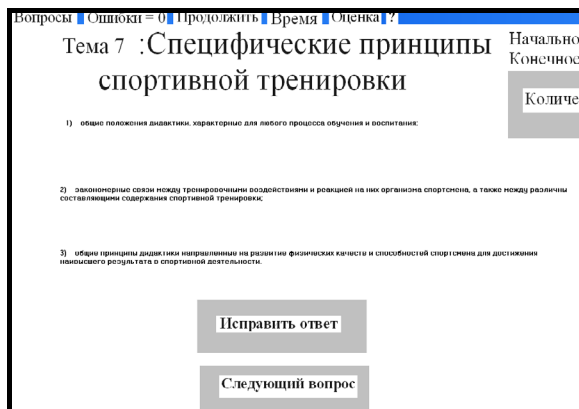 Вопросы Ошибки = 0 Продолжить Время Оценка ?
Тема 7 :Специфические принципы
спортивной тренировки
Начально
Конечное
Количе
1) общие положения дидактики, характерные для любого процесса обучения и воспитания;
2) закономерные связи между тренировочными воздействиями и реакцией на них организма спортсмена, а также между различны
составляющими содержания спортивной тренировки;
3) общие принципы дидактики направленные на развитие физических качеств и способностей спортсмена для достижения
наивысшего результата в спортивной деятельности.
Исправить ответ
Следующий вопрос